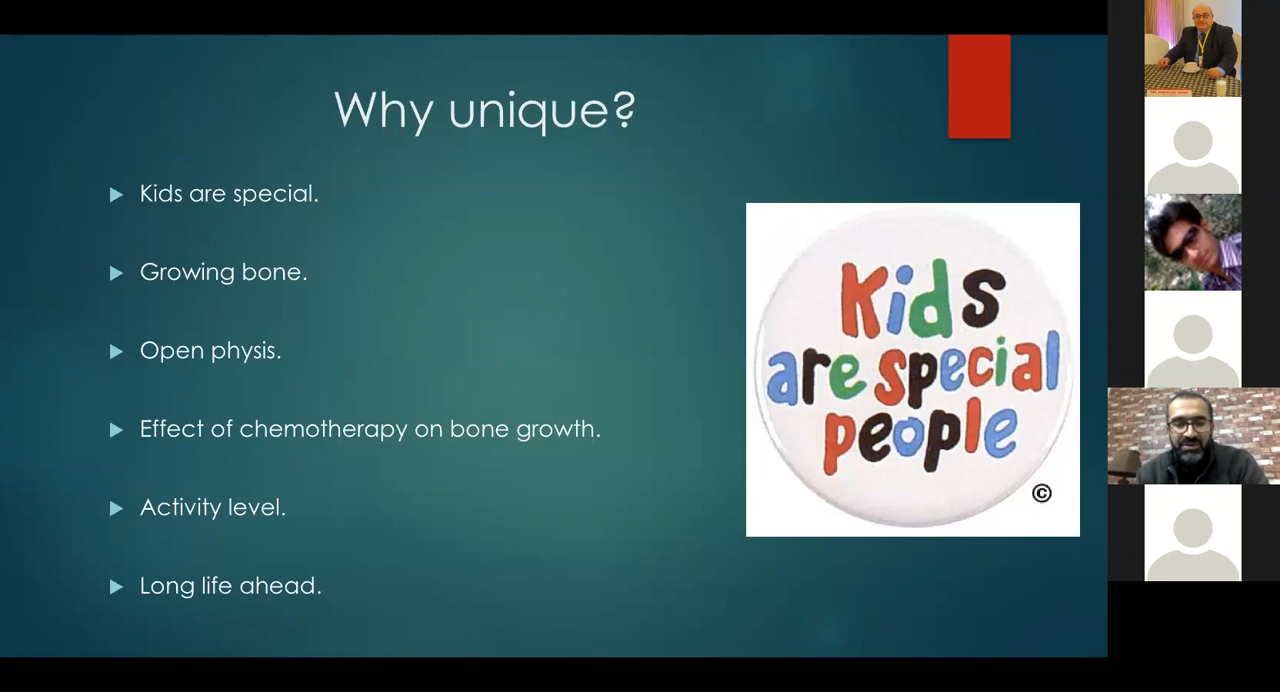 Why unique?
Kids are special.
Growing bone.
Open physis.
Effect of chemotherapy on bone growth.
Activity level.
Long life ahead.
Kids
are special
people
©